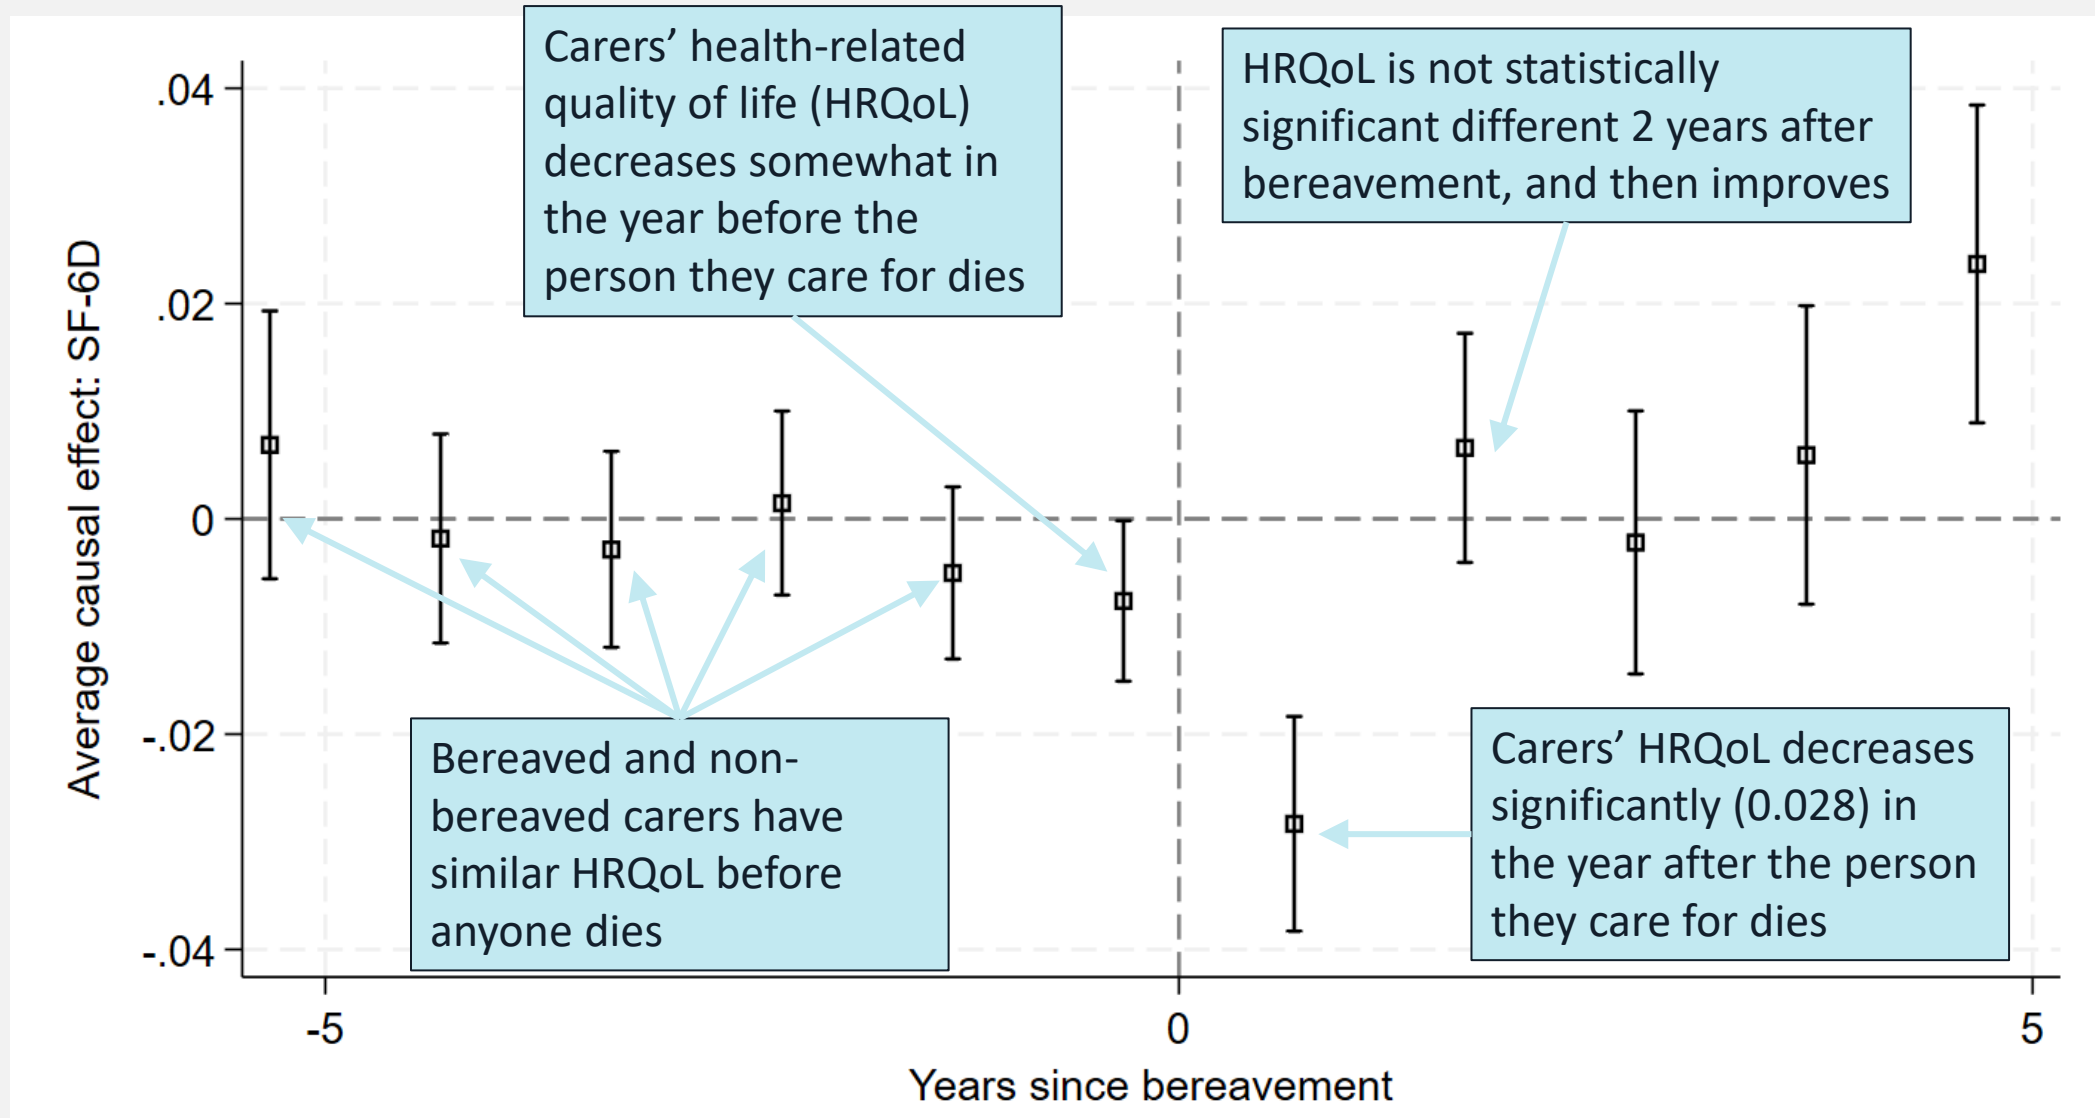 Carers’ health-related
quality of life (HRQoL)
decreases somewhat in
the year before the
person they care for dies
HRQoL is not statistically
significant different 2 years after
bereavement, and then improves
Average causal effect: SF-6D
.04
.02
0
-.02
-.04
Bereaved and non-
bereaved carers have
similar HRQoL before
anyone dies
Carers’ HRQoL decreases
significantly (0.028) in
the year after the person
they care for dies
-5
0
5
Years since bereavement